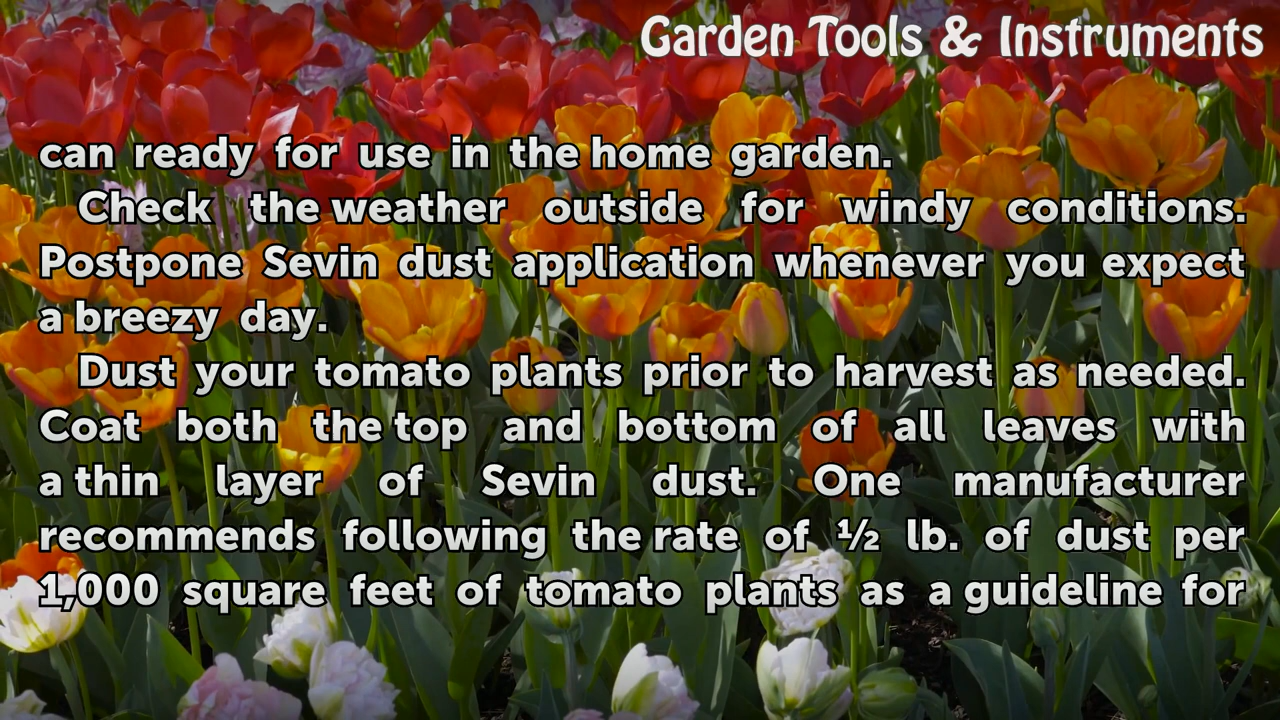 Garden Tools & Instruments
can ready for use in the home garden.
Check the weather outside for windy conditions.
Postpone Sevin dust application whenever you expect
a breezy day.
Dust your tomato plants prior to harvest as needed.
Coat both the top and bottom of all leaves with
a thin layer of Sevin dust. One manufacturer
recommends following the rate of ½ lb. of dust per
1,000 square feet of tomato plants as a guideline for